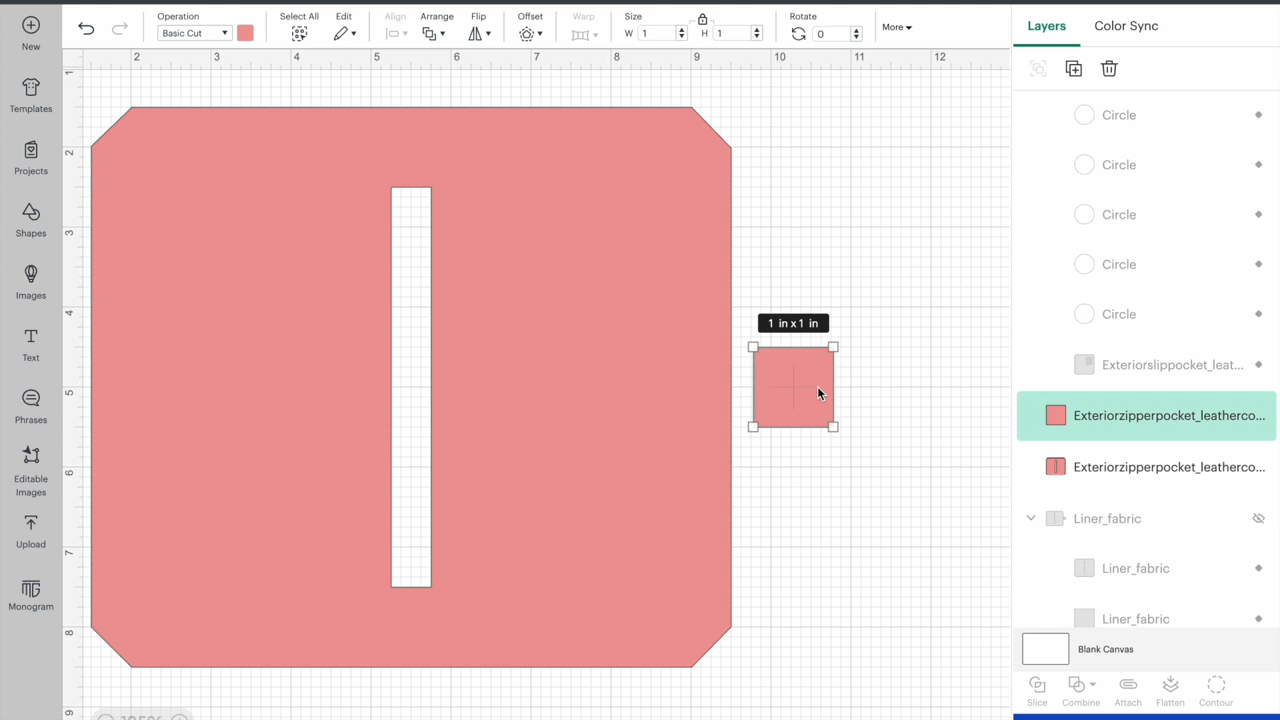 New
Templates
Projects
Shapes
Images
Text
Phrases
Editable
Images
Upload
Monogram
Operation
Basic Cut
Select All
Edit
Align
Arrange
Flip
Offset
Warp
Size
W 1
H 1
Rotate
0
More
2 3 4 5 6 7 8 10 11 12
1
2
3
4
5
6
7
8
9
1 in x 1 in
Layers
Color Sync
Circle
Circle
Circle
Circle
Circle
Exteriorslippocket_leat...
Exteriorzipperpocket_leatherco...
Exteriorzipperpocket_leatherco...
Liner_fabric
Liner_fabric
Liner_fabric
Blank Canvas
Slice
Combine
Attach
Flatten
Contour